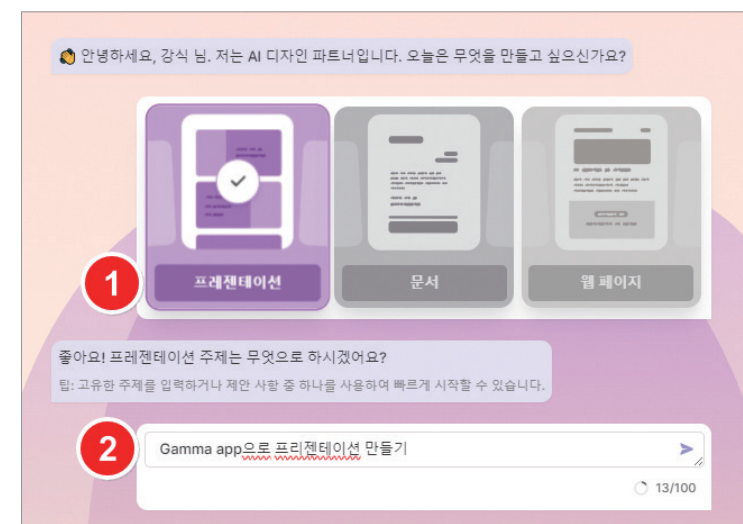 안녕하세요, 강식 님. 저는 AI 디자인 파트너입니다. 오늘은 무엇을 만들고 싶으신가요?
1
프레젠테이션
문서
웹 페이지
좋아요! 프레젠테이션 주제는 무엇으로 하시겠어요?
팁: 고유한 주제를 입력하거나 제안 사항 중 하나를 사용하여 빠르게 시작할 수 있습니다.
2
Gamma app으로 프리젠테이션 만들기
13/100